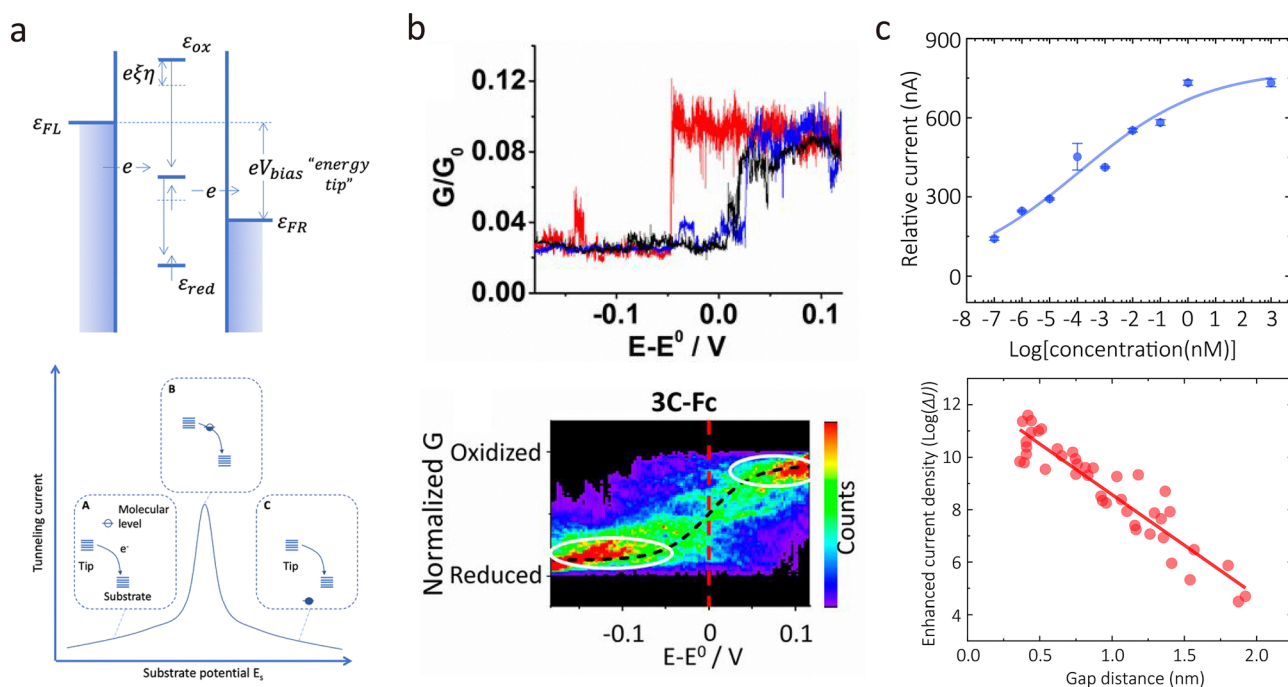 a
ε_ox
eξη
ε_FL
e
eV_bias
“energy
tip”
e
ε_FR
ε_red
Tunneling current
B
A
Molecular
level
e-
Tip
Substrate
C
Tip
Substrate potential E_s
b
G/G_0
0.12
0.08
0.04
0.00
-0.1
0.0
0.1
E-E^0 / V
3C-Fc
Normalized G
Oxidized
Reduced
Counts
-0.1
0
0.1
E-E^0 / V
c
Relative current (nA)
900
600
300
0
-8 -7 -6 -5 -4 -3 -2 -1 0 1 2 3
Log[concentration(nM)]
Enhanced current density (Log(ΔJ))
12
10
8
6
4
0.0 0.5 1.0 1.5 2.0
Gap distance (nm)